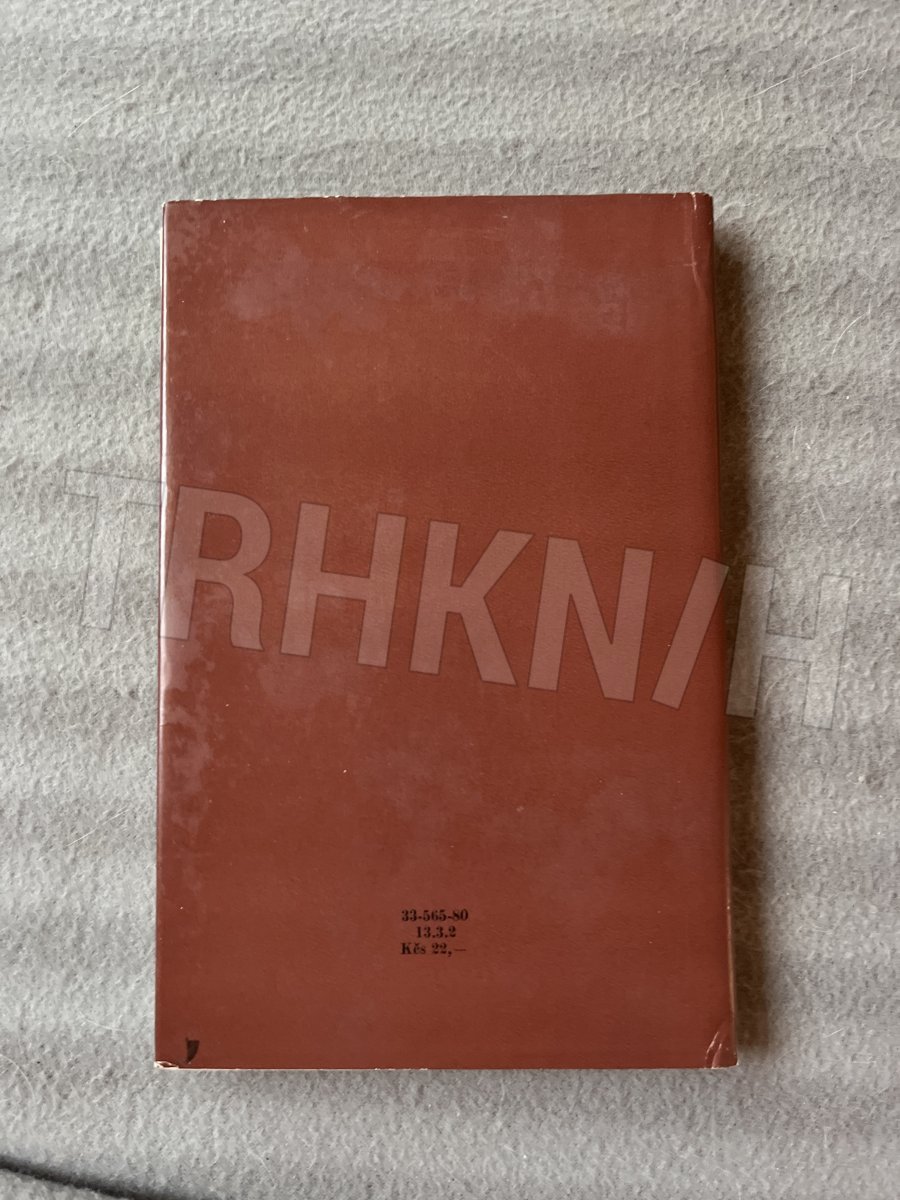 TRHKNIH
33-565-80
13.3.2
Kčs 22,—